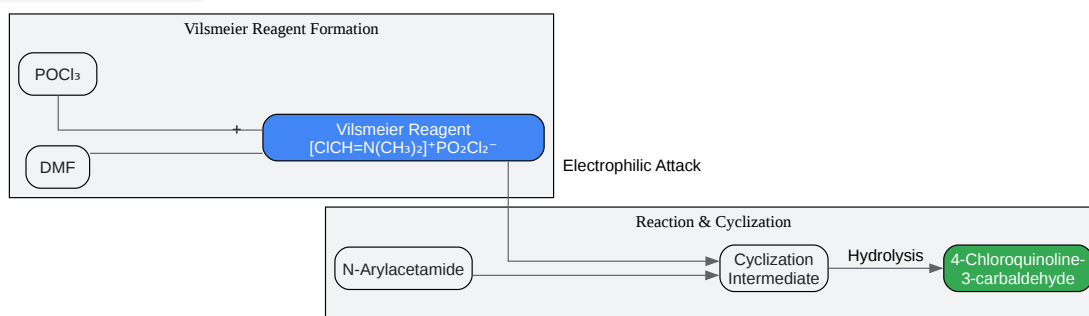 Vilsmeier Reagent Formation
POCl₃
+
Vilsmeier Reagent
[ClCH=N(CH₃)₂]⁺PO₂Cl₂⁻
DMF
Electrophilic Attack
Reaction & Cyclization
N-Arylacetamide
Cyclization
Intermediate
Hydrolysis
4-Chloroquinoline-
3-carbaldehyde